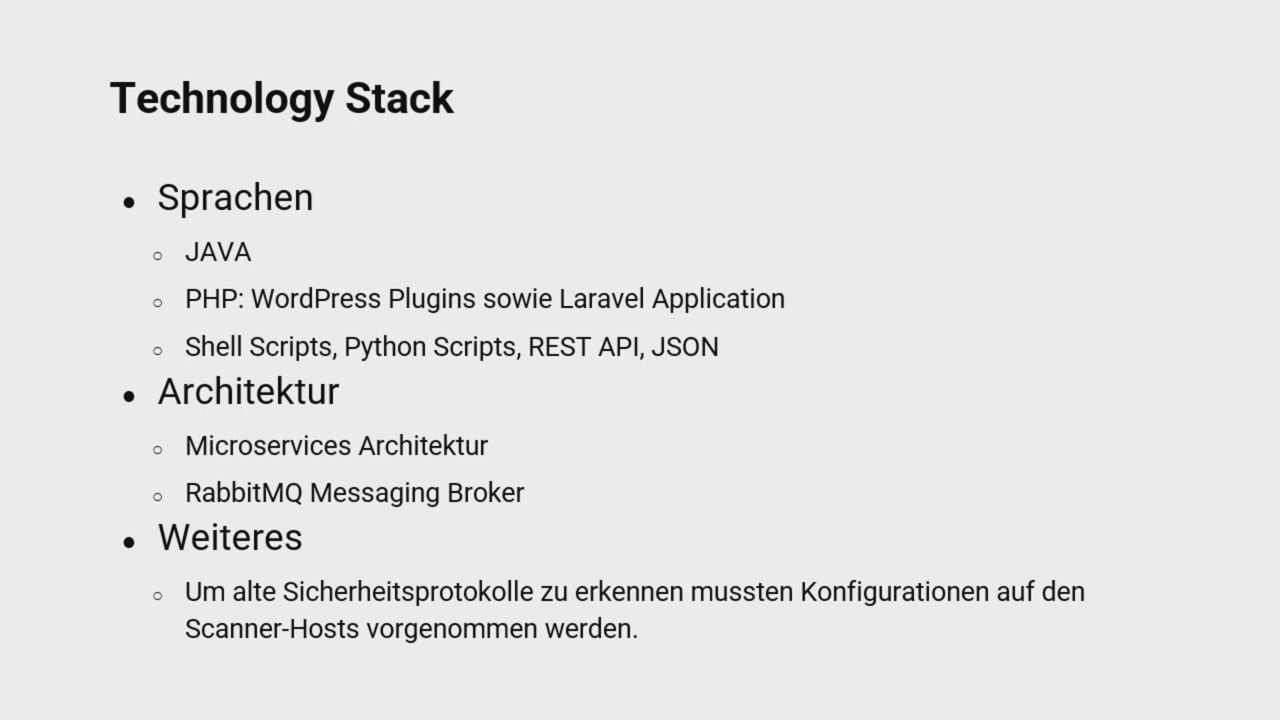 Technology Stack
● Sprachen
○ JAVA
○ PHP: WordPress Plugins sowie Laravel Application
○ Shell Scripts, Python Scripts, REST API, JSON
● Architektur
○ Microservices Architektur
○ RabbitMQ Messaging Broker
● Weiteres
○ Um alte Sicherheitsprotokolle zu erkennen mussten Konfigurationen auf den
Scanner-Hosts vorgenommen werden.